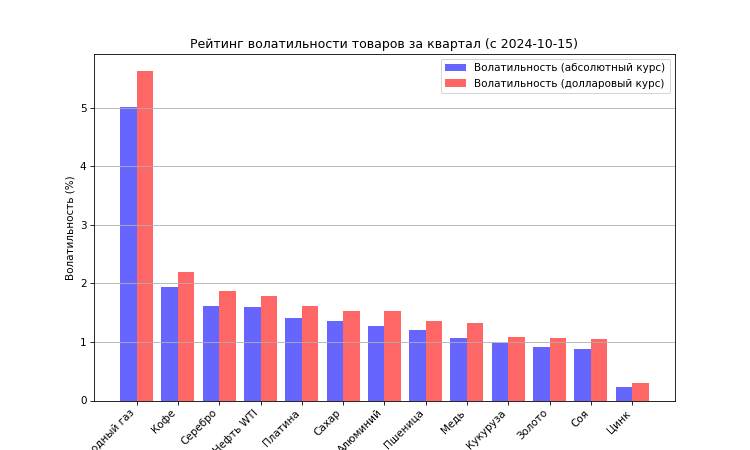 Рейтинг волатильности товаров за квартал (с 2024-10-15)
Волатильность (абсолютный курс)
Волатильность (долларовый курс)
Волатильность (%)
5
4
3
2
1
0
газ
Кофе
Серебро
Нефть WTI
Платина
Сахар
Алюминий
Пшеница
Медь
Кукуруза
Золото
Соя
Цинк